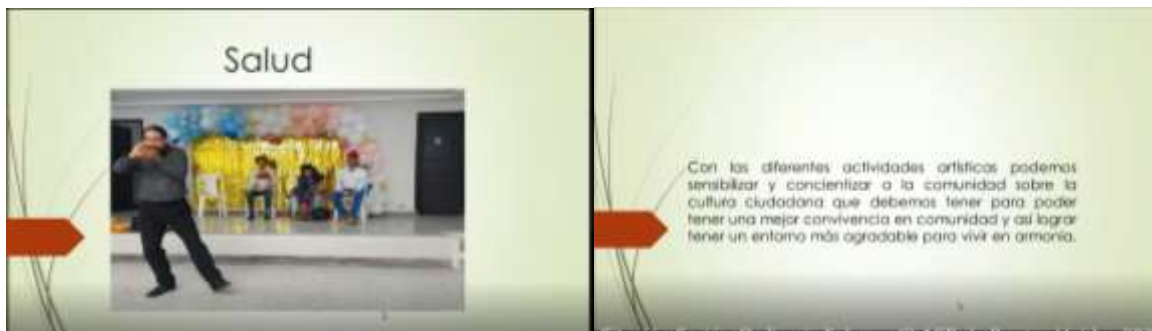 Salud
Con las diferentes actividades artísticas podemos
sensibilizar y concientizar a la comunidad sobre la
cultura ciudadana que debemos tener para poder
tener una mejor convivencia en comunidad y así lograr
tener un entorno más agradable para vivir en armonía.